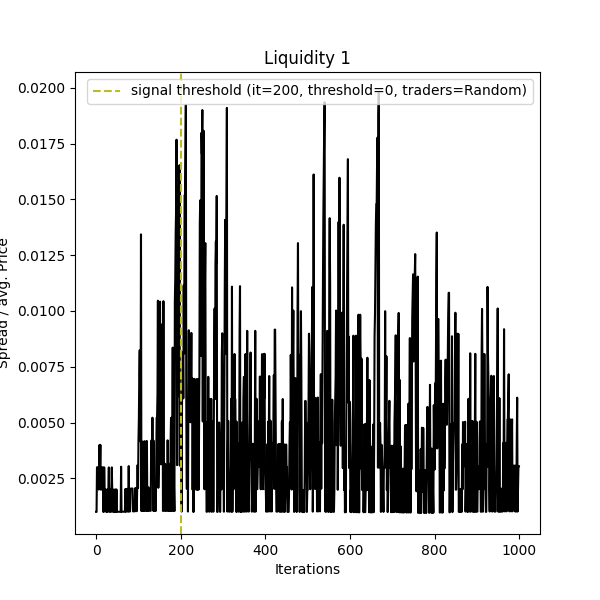 Liquidity 1
signal threshold (it=200, threshold=0, traders=Random)
0.0200
0.0175
0.0150
0.0125
0.0100
0.0075
0.0050
0.0025
Spread / avg. Price
0 200 400 600 800 1000
Iterations